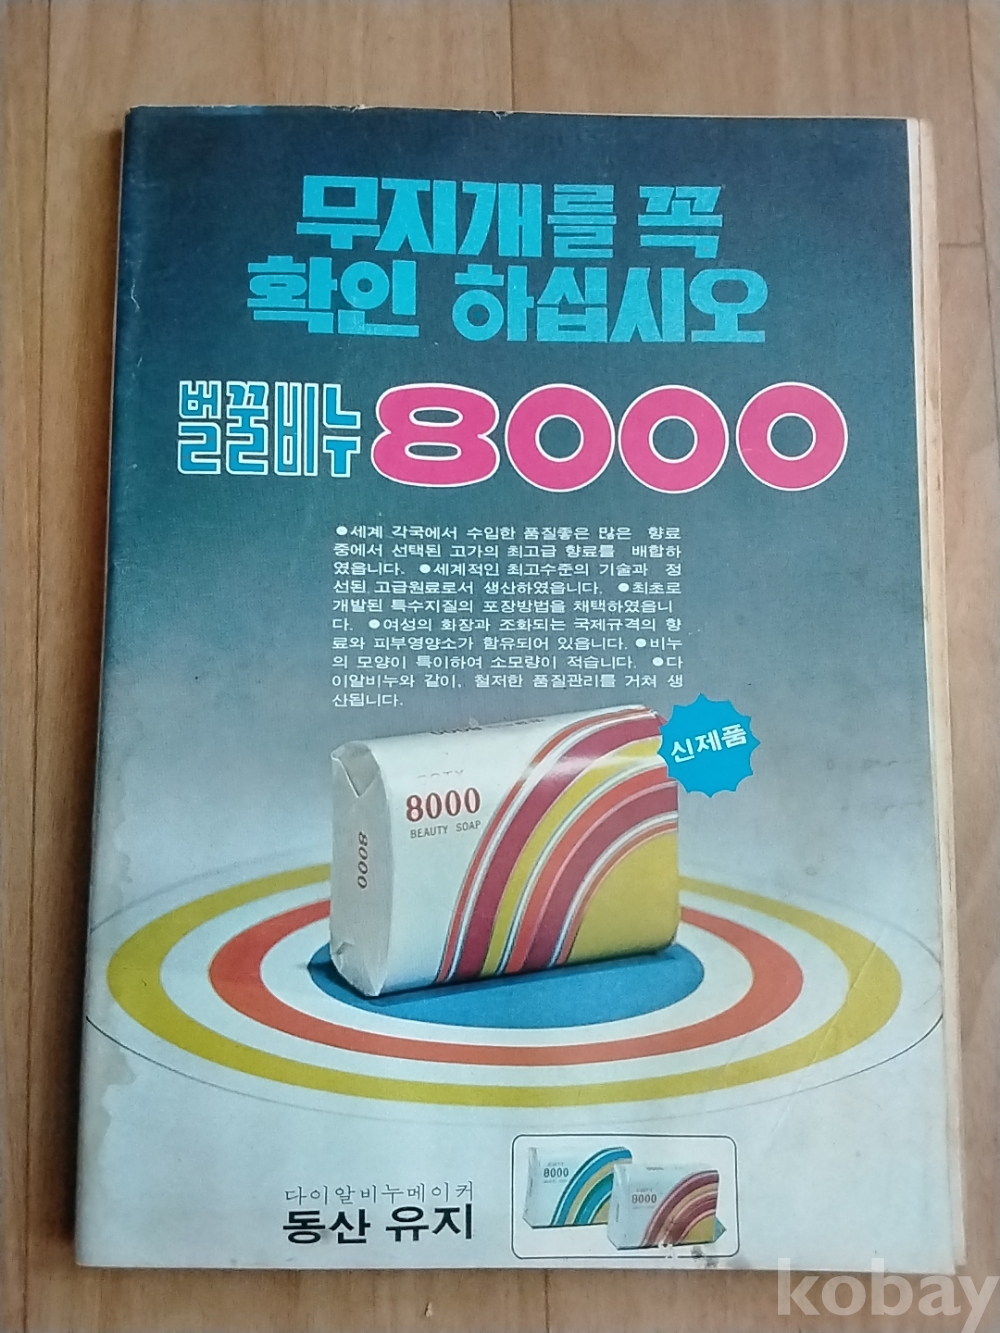 무지개를 꼭
확인 하십시오
벌꿀비누 8000
●세계 각국에서 수입한 품질좋은 많은 향료
중에서 선택된 고가의 최고급 향료를 배합하
였읍니다. ●세계적인 최고수준의 기술과 정
선된 고급원료로서 생산하였읍니다. ●최초로
개발된 특수지질의 포장방법을 채택하였읍니
다. ●여성의 화장과 조화되는 국제규격의 향
료와 피부영양소가 함유되어 있읍니다. ●비누
의 모양이 특이하여 소모량이 적습니다. ●다
이알비누와 같이, 철저한 품질관리를 거쳐 생
산됩니다.
신제품
8000
8000
BEAUTY SOAP
8000
다이알비누메이커
동산 유지
8000
8000
kobay